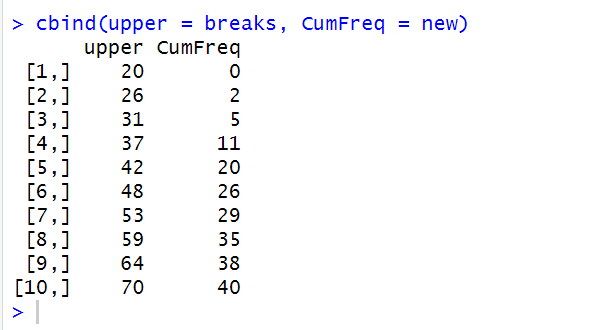 > cbind(upper = breaks, CumFreq = new)
upper CumFreq
[1,] 20 0
[2,] 26 2
[3,] 31 5
[4,] 37 11
[5,] 42 20
[6,] 48 26
[7,] 53 29
[8,] 59 35
[9,] 64 38
[10,] 70 40
>